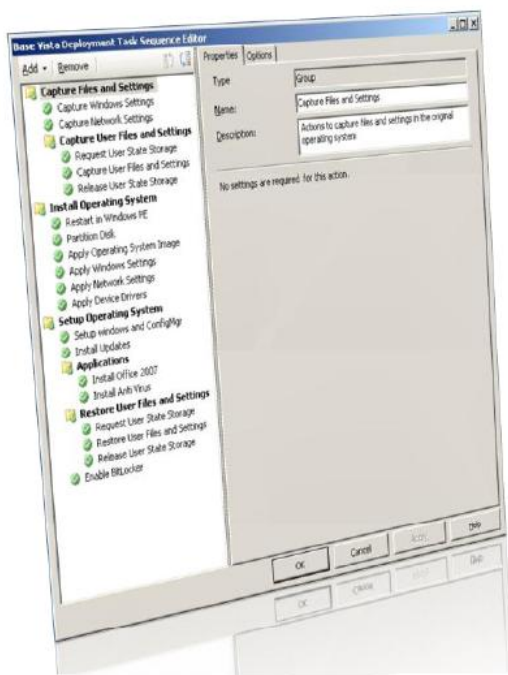 Base Vista Deployment Task Sequence Editor
Add Remove
Capture Files and Settings
Capture Windows Settings
Capture Network Settings
Capture User Files and Settings
Request User State Storage
Capture User Files and Settings
Release User State Storage
Install Operating System
Restart in Windows PE
Partition Disk
Apply Operating System Image
Apply Windows Settings
Apply Network Settings
Apply Device Drivers
Setup Operating System
Setup windows and ConfigMgr
Install Updates
Applications
Install Office 2007
Install Anti Virus
Restore User Files and Settings
Request User State Storage
Restore User Files and Settings
Release User State Storage
Enable BitLocker
Properties Options
Type Group
Name: Capture Files and Settings
Description: Actions to capture files and settings in the original
operating system
No settings are required for this action.
OK Cancel Apply Help